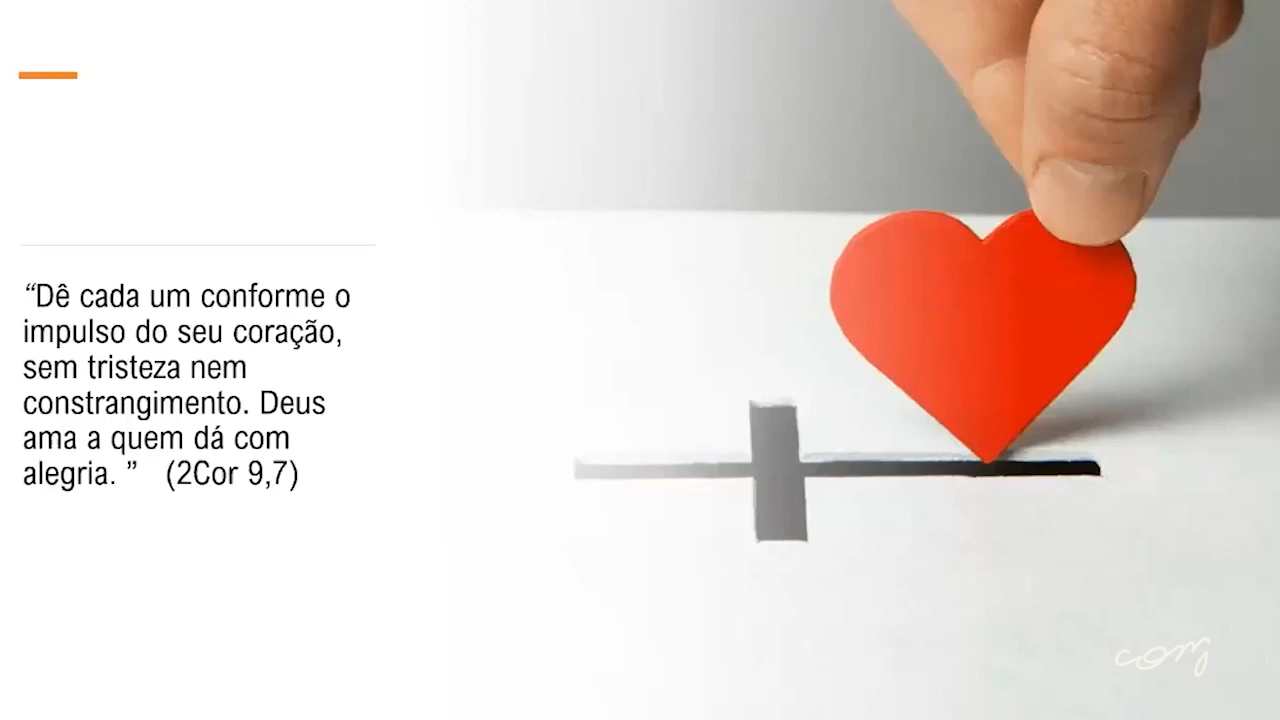 “Dê cada um conforme o
impulso do seu coração,
sem tristeza nem
constrangimento. Deus
ama a quem dá com
alegria. ” (2Cor 9,7)